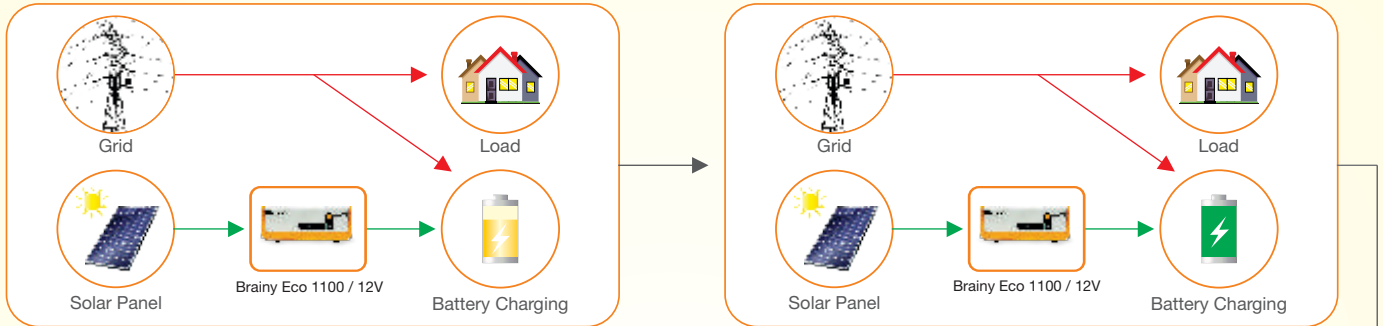 Grid
Load
Solar Panel
Brainy Eco 1100 / 12V
Battery Charging
Grid
Load
Solar Panel
Brainy Eco 1100 / 12V
Battery Charging